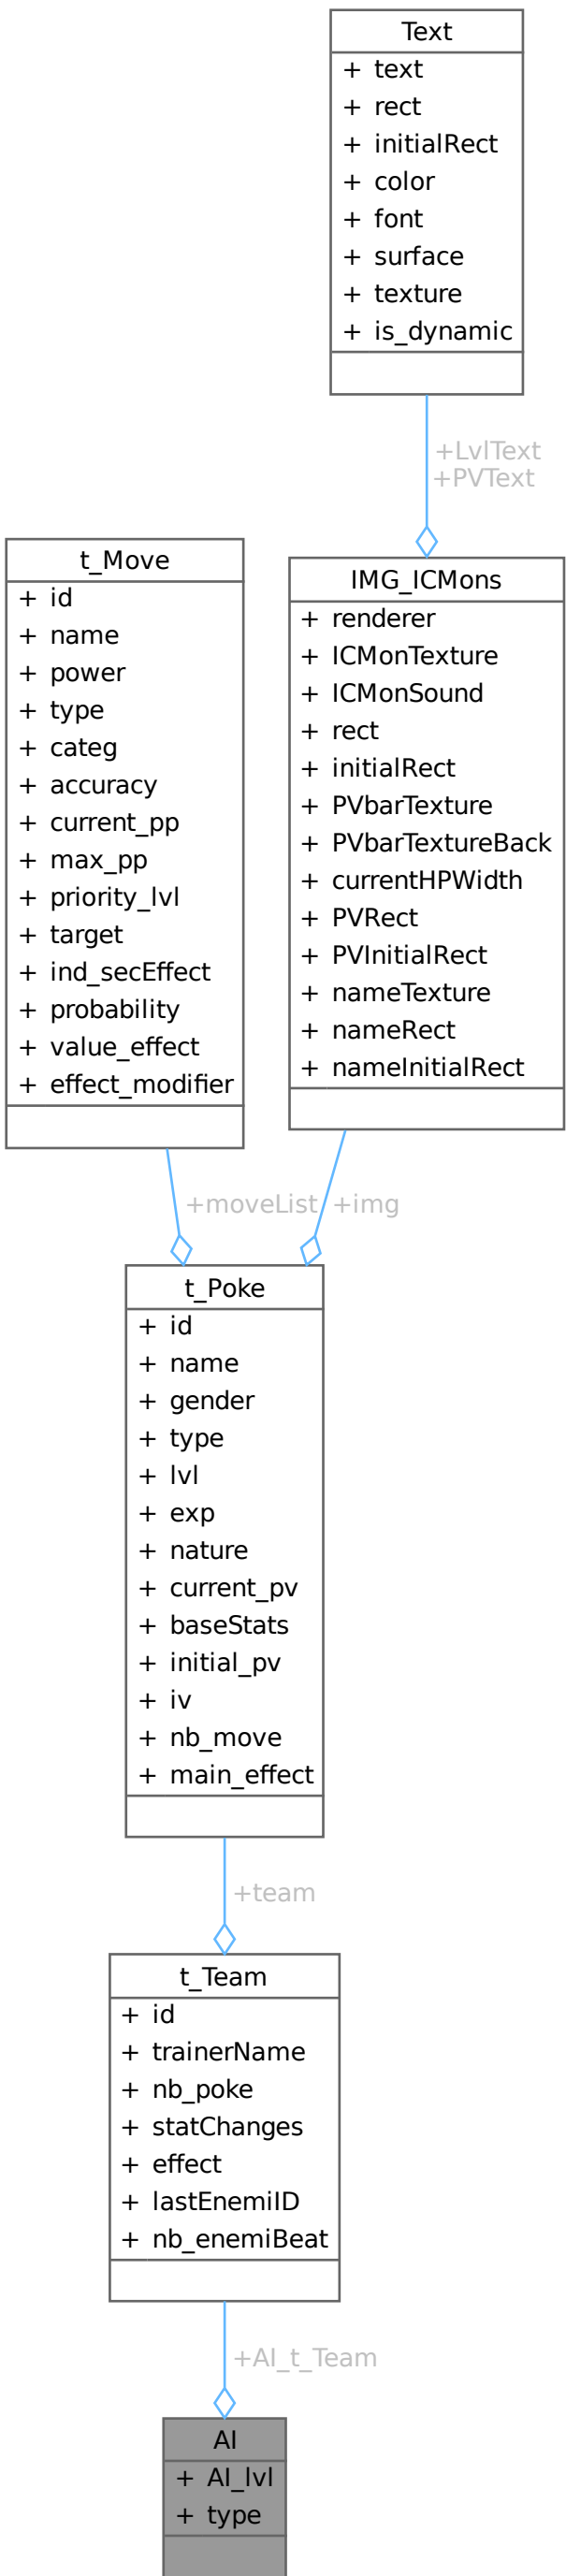 Text
+ text
+ rect
+ initialRect
+ color
+ font
+ surface
+ texture
+ is_dynamic
+LvlText
+PVText
t_Move
+ id
+ name
+ power
+ type
+ categ
+ accuracy
+ current_pp
+ max_pp
+ priority_lvl
+ target
+ ind_secEffect
+ probability
+ value_effect
+ effect_modifier
IMG_ICMons
+ renderer
+ ICMonTexture
+ ICMonSound
+ rect
+ initialRect
+ PVbarTexture
+ PVbarTextureBack
+ currentHPWidth
+ PVRect
+ PVInitialRect
+ nameTexture
+ nameRect
+ nameInitialRect
+moveList
+img
t_Poke
+ id
+ name
+ gender
+ type
+ lvl
+ exp
+ nature
+ current_pv
+ baseStats
+ initial_pv
+ iv
+ nb_move
+ main_effect
+team
t_Team
+ id
+ trainerName
+ nb_poke
+ statChanges
+ effect
+ lastEnemiID
+ nb_enemiBeat
+AI_t_Team
AI
+ AI_lvl
+ type